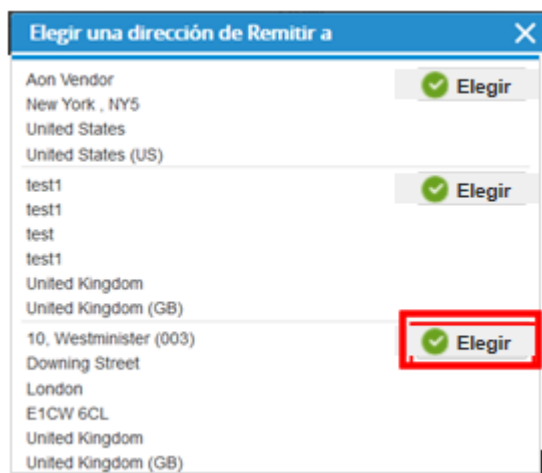 Elegir una dirección de Remitir a
Aon Vendor
Elegir
New York , NY5
United States
United States (US)
test1
Elegir
test1
test
test1
United Kingdom
United Kingdom (GB)
10, Westminister (003)
Elegir
Downing Street
London
E1CW 6CL
United Kingdom
United Kingdom (GB)